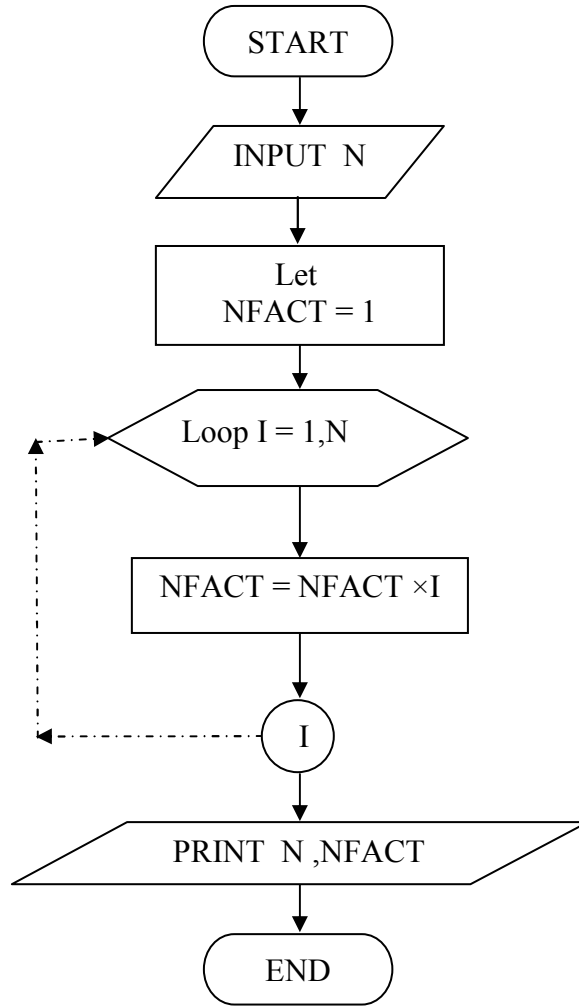 START
INPUT N
Let
NFACT = 1
Loop I = 1,N
NFACT = NFACT ×I
I
PRINT N ,NFACT
END